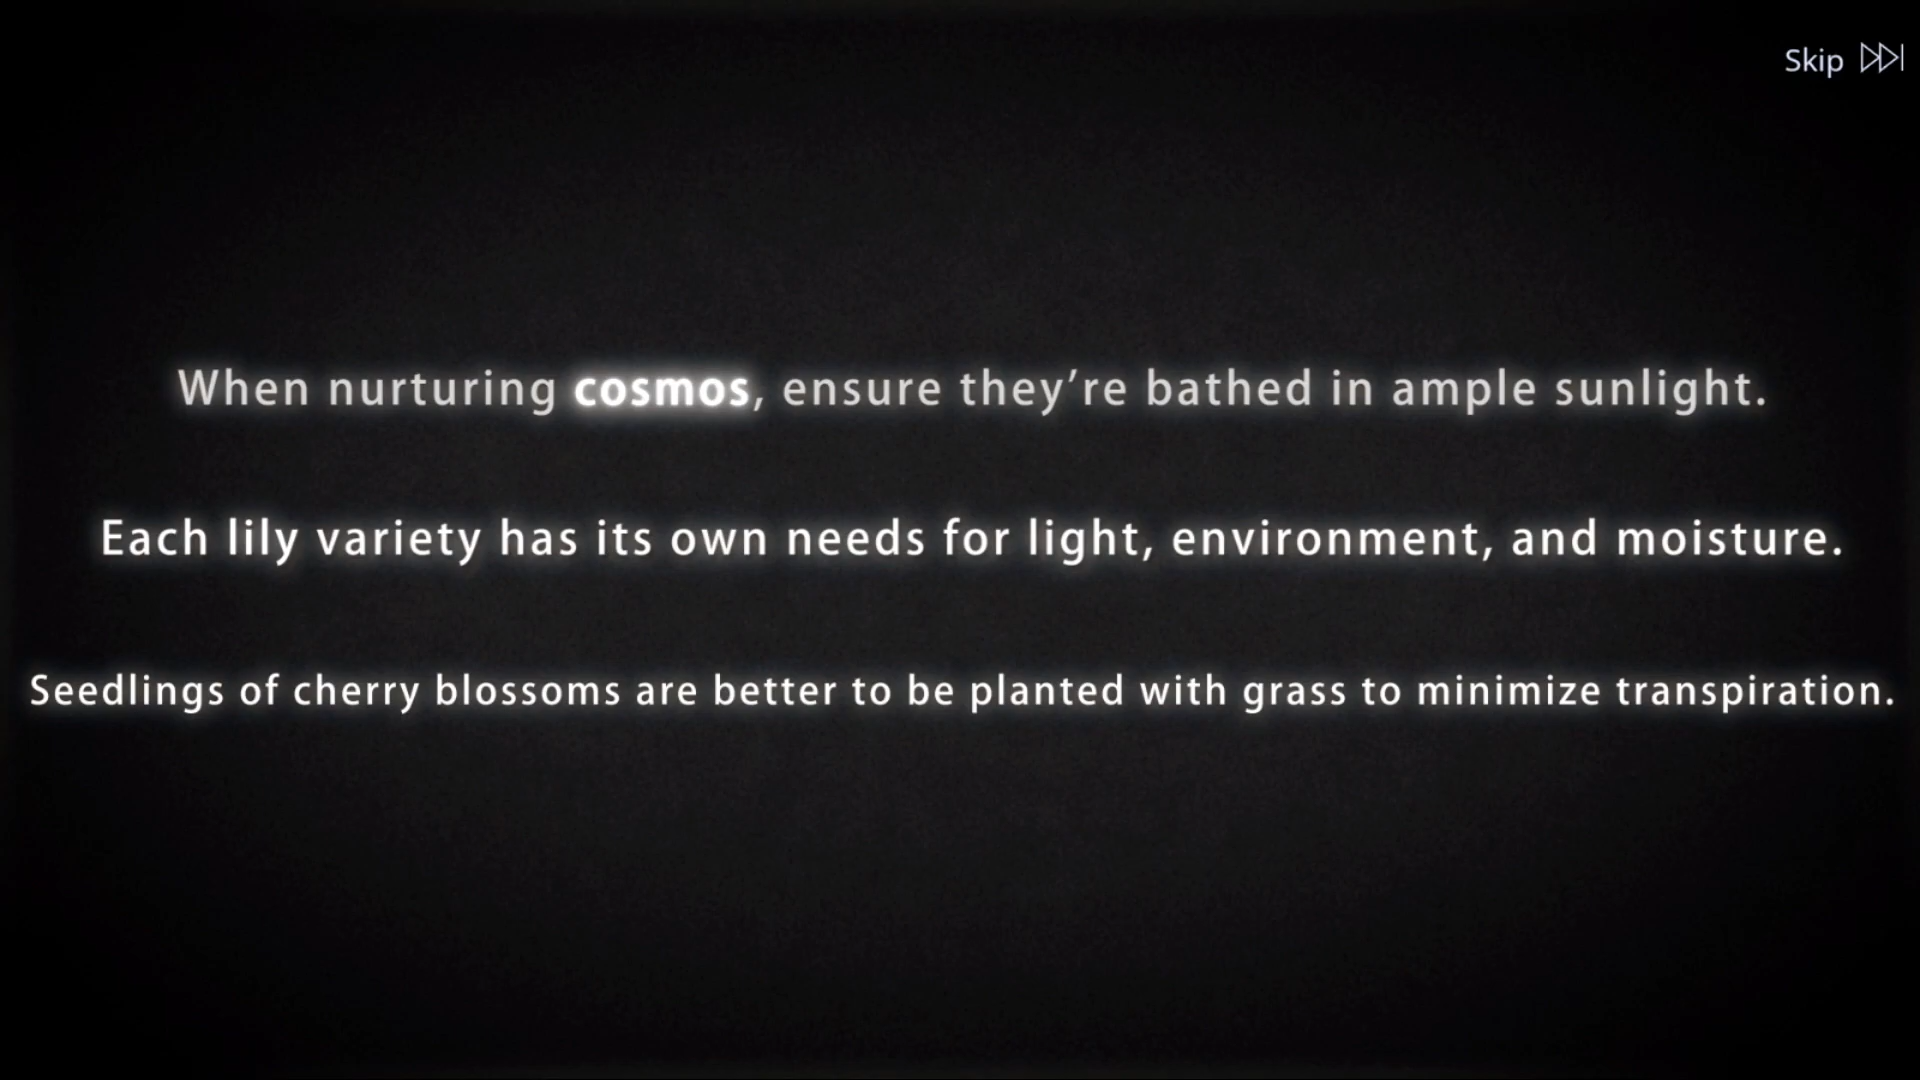 Skip
When nurturing cosmos, ensure they’re bathed in ample sunlight.
Each lily variety has its own needs for light, environment, and moisture.
Seedlings of cherry blossoms are better to be planted with grass to minimize transpiration.